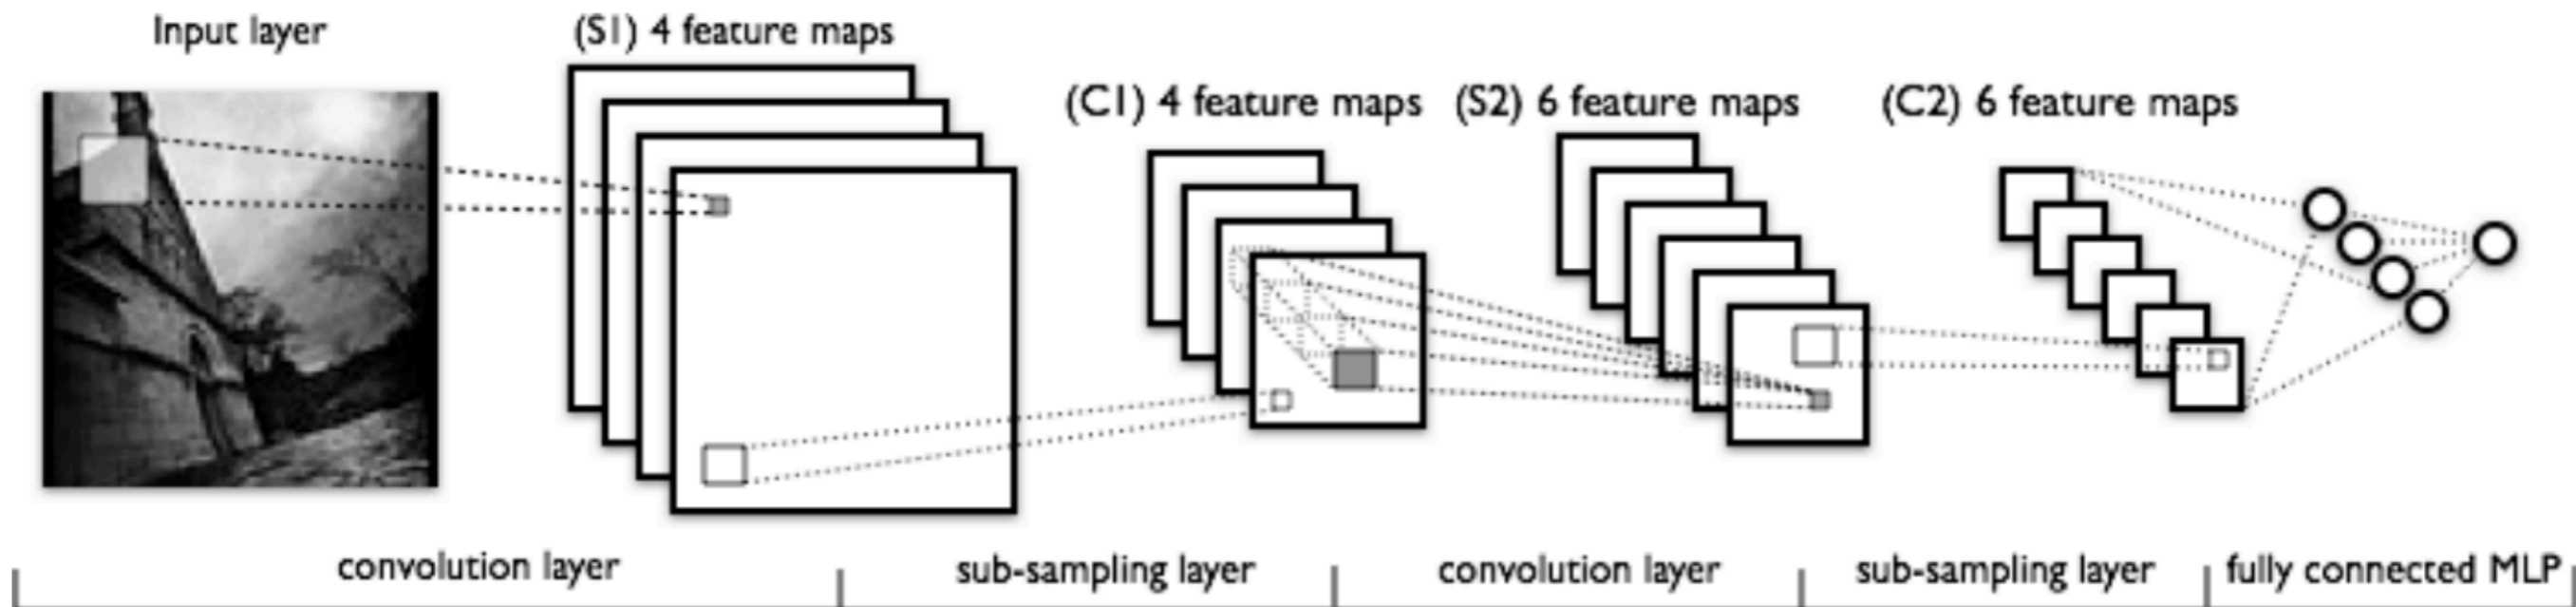 Input layer
(S1) 4 feature maps
(C1) 4 feature maps
(S2) 6 feature maps
(C2) 6 feature maps
convolution layer
sub-sampling layer
convolution layer
sub-sampling layer
fully connected MLP